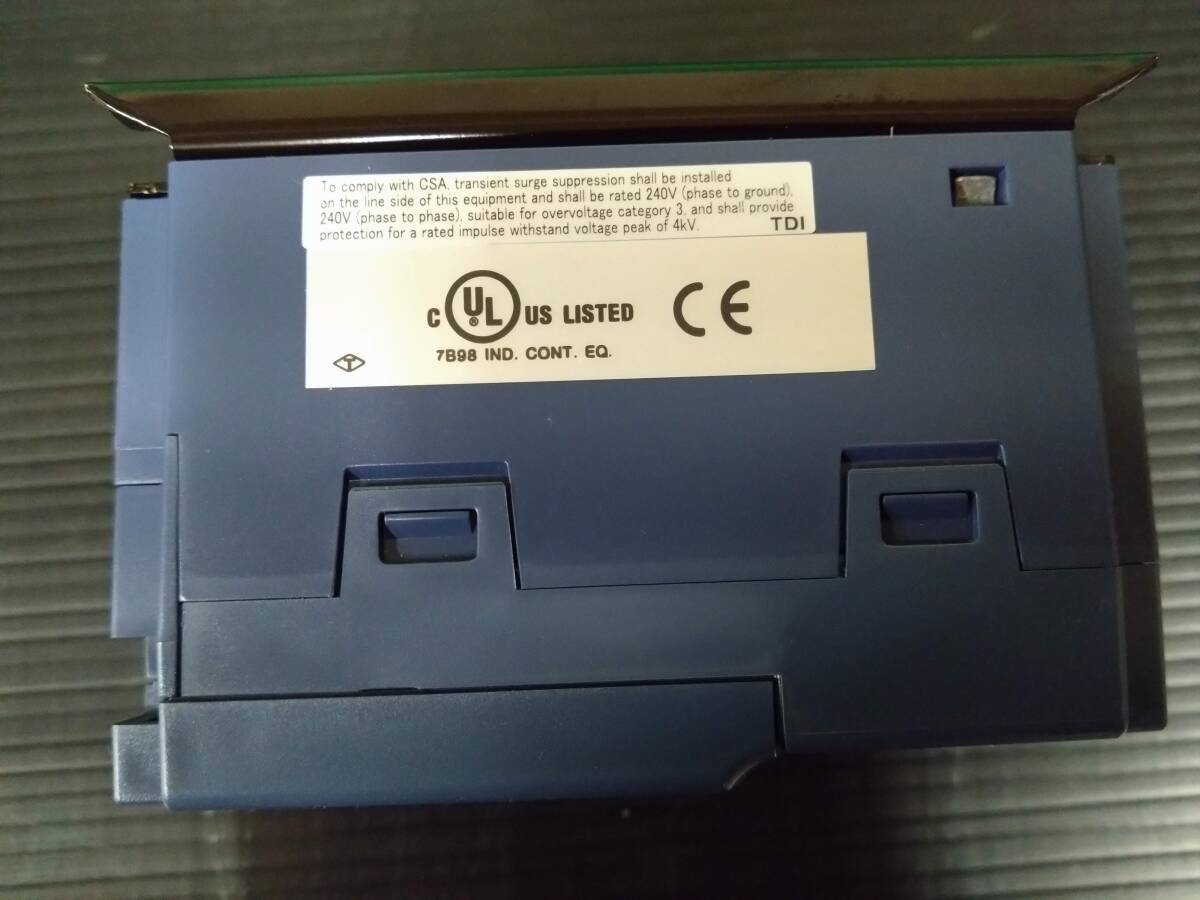 To comply with CSA, transient surge suppression shall be installed
on the line side of this equipment and shall be rated 240V (phase to ground),
240V (phase to phase), suitable for overvoltage category 3, and shall provide
protection for a rated impulse withstand voltage peak of 4kV.
TDI
C UL ® US LISTED CE
7B98 IND. CONT. EQ.
T